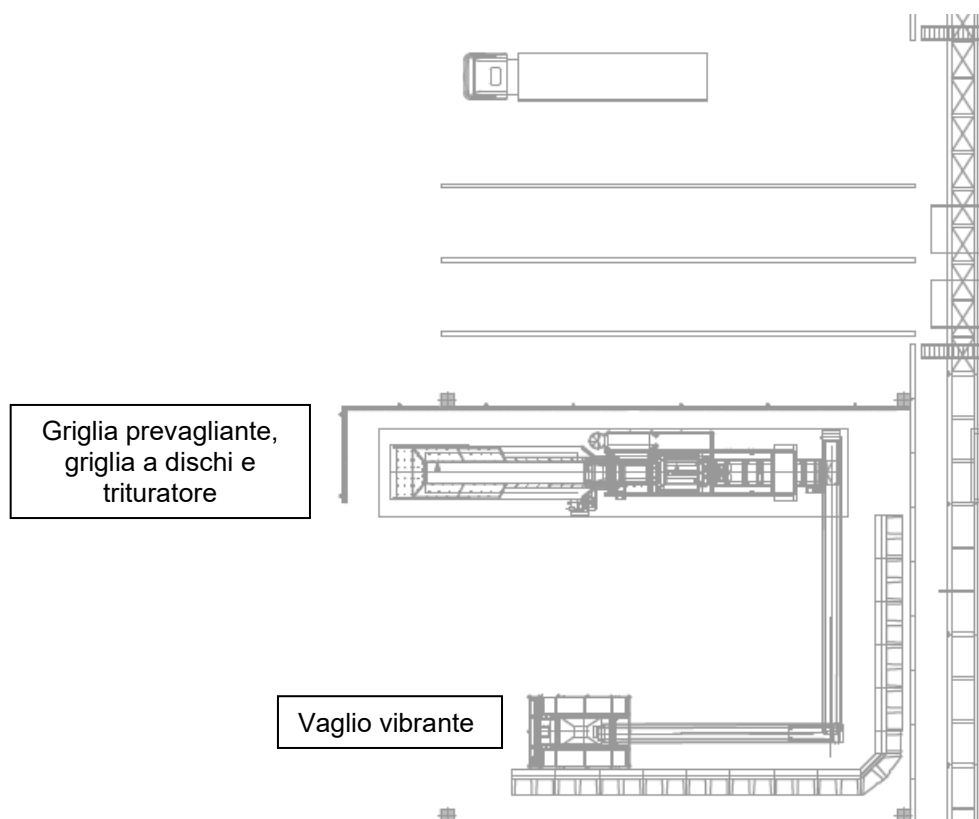 Griglia prevagliante,
griglia a dischi e
trituratore
Vaglio vibrante